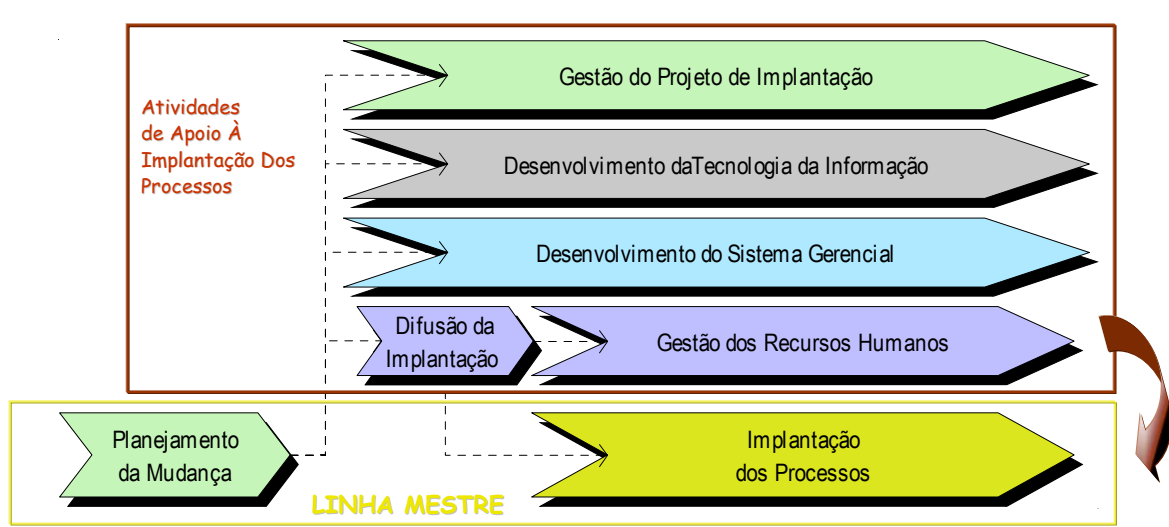 Gestão do Projeto de Implantação
Atividades
de Apoio À
Implantação Dos
Processos
Desenvolvimento daTecnologia da Informação
Desenvolvimento do Sistema Gerencial
Difusão da
Implantação
Gestão dos Recursos Humanos
Planejamento
da Mudança
Implantação
dos Processos
LINHA MESTRE